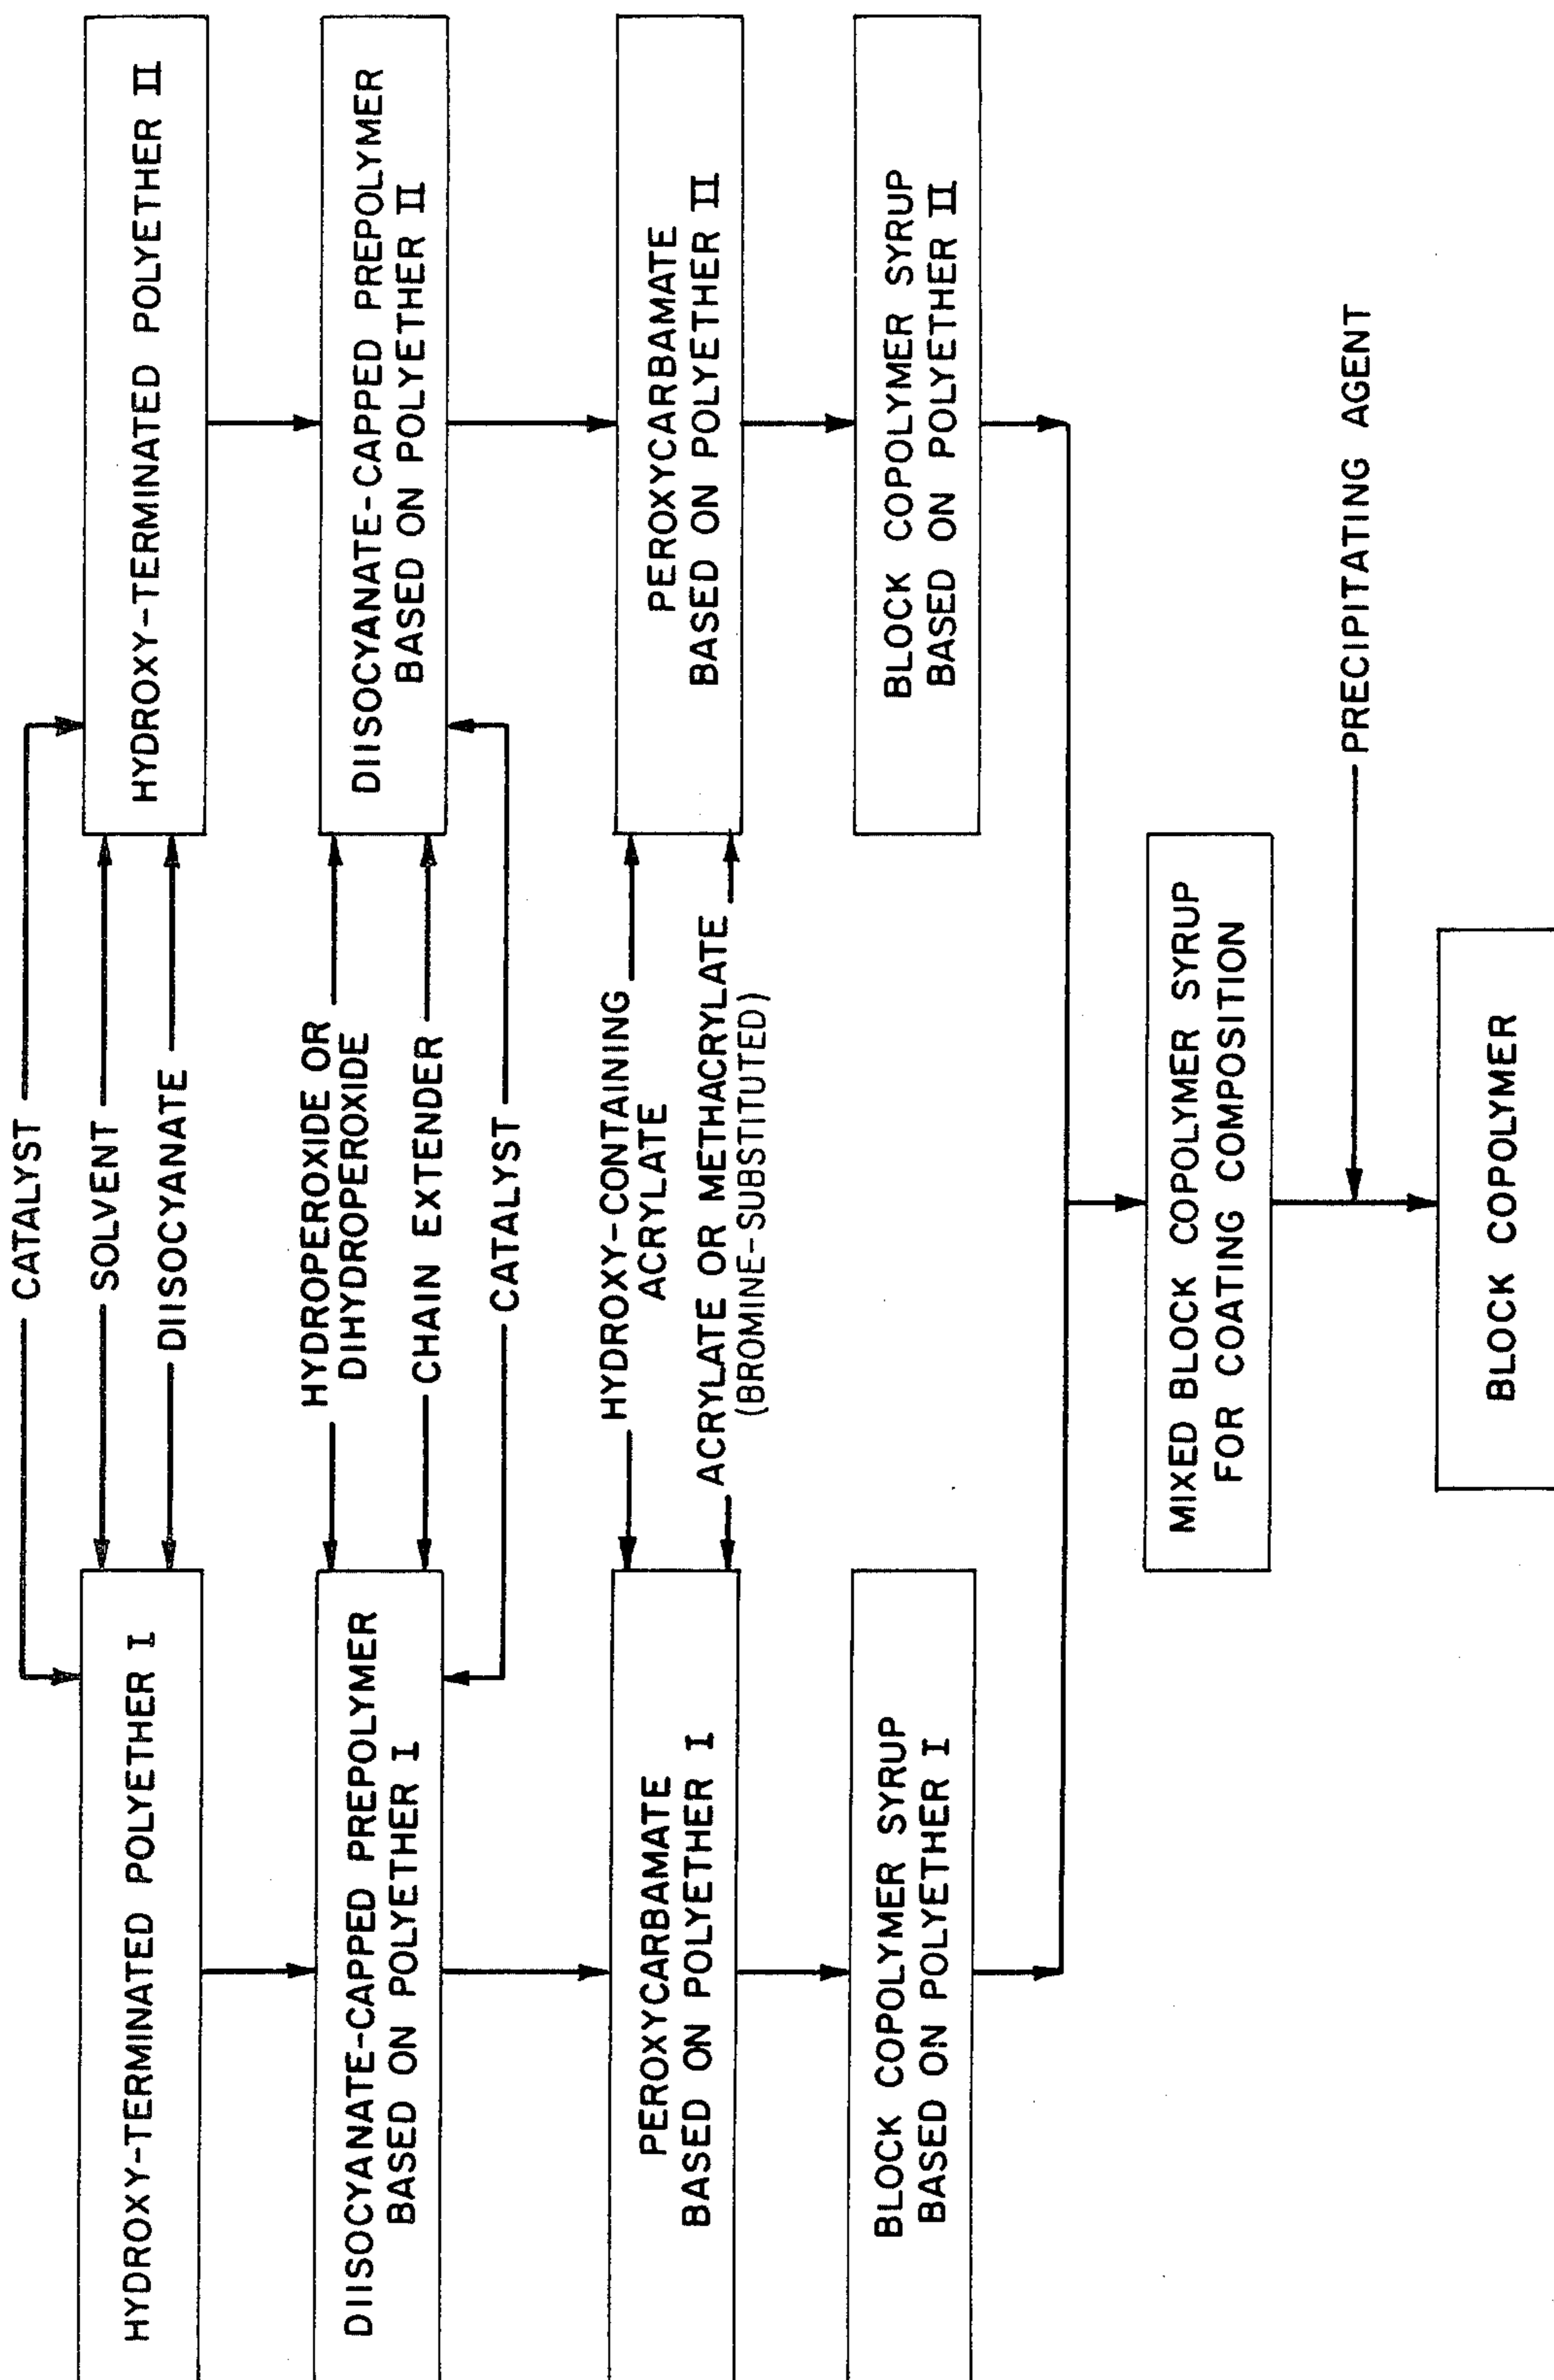 CATALYST
SOLVENT
DIISOCYANATE
HYDROXY-TERMINATED POLYETHER I
HYDROXY-TERMINATED POLYETHER II
HYDROPEROXIDE OR
DIHYDROPEROXIDE
CHAIN EXTENDER
CATALYST
DIISOCYANATE-CAPPED PREPOLYMER
BASED ON POLYETHER I
DIISOCYANATE-CAPPED PREPOLYMER
BASED ON POLYETHER II
HYDROXY-CONTAINING
ACRYLATE
ACRYLATE OR METHACRYLATE
(BROMINE-SUBSTITUTED)
PEROXYCARBAMATE
BASED ON POLYETHER I
PEROXYCARBAMATE
BASED ON POLYETHER II
BLOCK COPOLYMER SYRUP
BASED ON POLYETHER I
BLOCK COPOLYMER SYRUP
BASED ON POLYETHER II
MIXED BLOCK COPOLYMER SYRUP
FOR COATING COMPOSITION
PRECIPITATING AGENT
BLOCK COPOLYMER